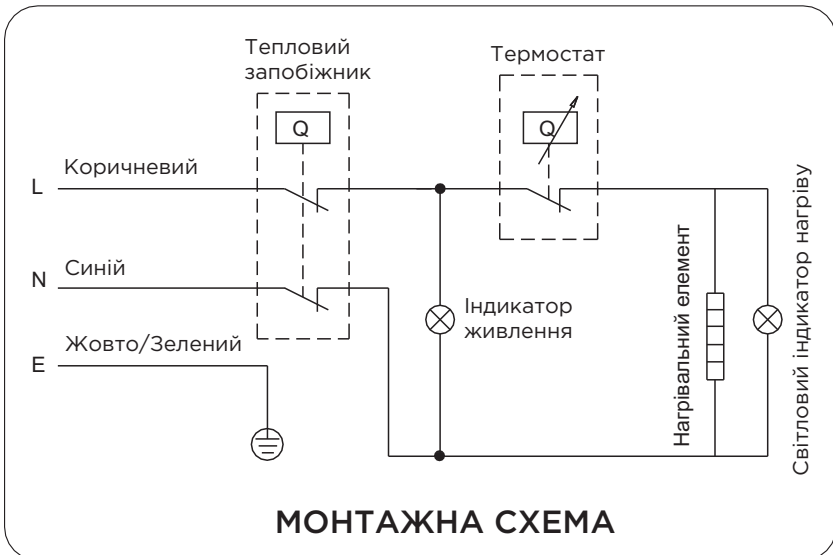 Тепловий
запобіжник
Термостат
Q
Q
L
Коричневий
N
Синій
E
Жовто/Зелений
Індикатор
живлення
Нагрівальний елемент
Світловий індикатор нагріву
МОНТАЖНА СХЕМА